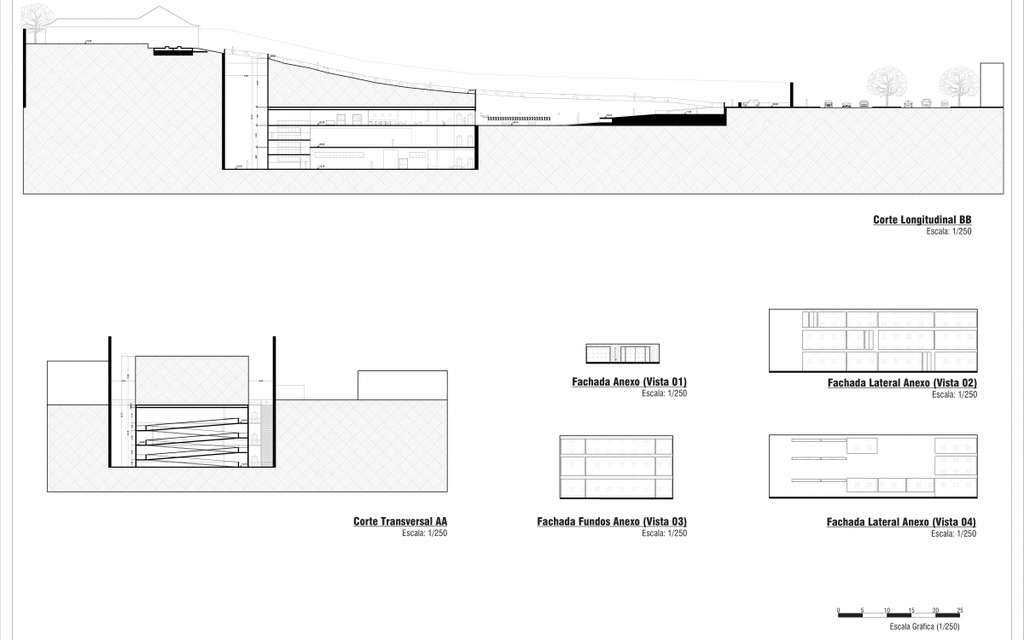 Corte Longitudinal BB
Escala: 1/250
Fachada Anexo (Vista 01)
Escala: 1/250
Fachada Lateral Anexo (Vista 02)
Escala: 1/250
Corte Transversal AA
Escala: 1/250
Fachada Fundos Anexo (Vista 03)
Escala: 1/250
Fachada Lateral Anexo (Vista 04)
Escala: 1/250
0 5 10 15 20 25
Escala Gráfica (1/250)